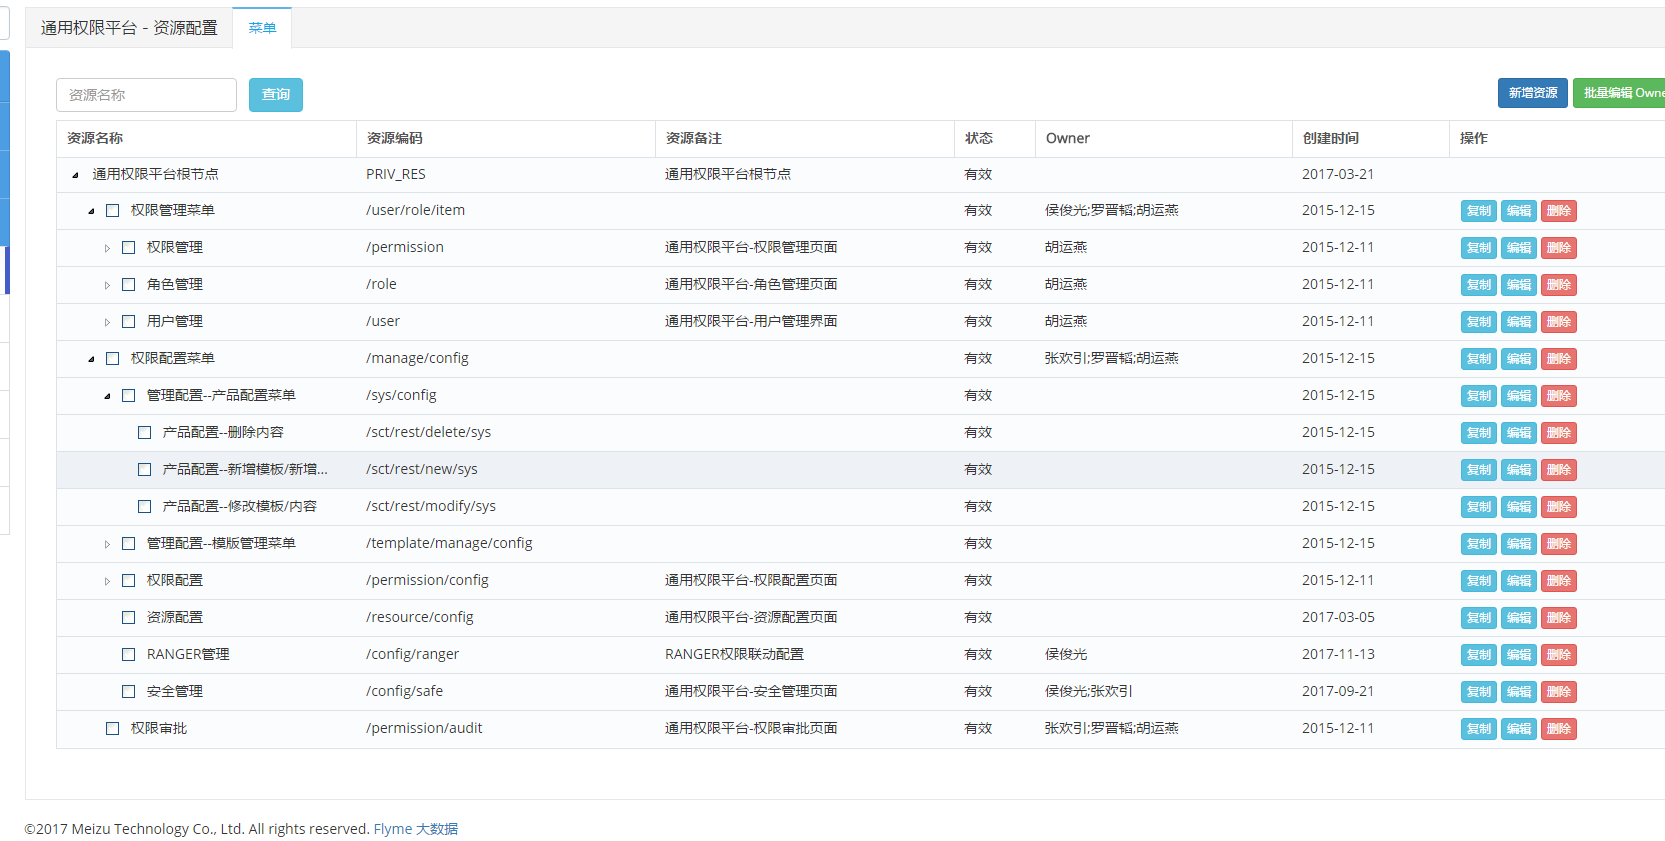 通用权限平台 - 资源配置 菜单
资源名称 查询 新增资源 批量编辑 Owne
资源名称 资源编码 资源备注 状态 Owner 创建时间 操作
通用权限平台根节点 PRIV_RES 通用权限平台根节点 有效 2017-03-21
权限管理菜单 /user/role/item 有效 侯俊光;罗晋韬;胡运燕 2015-12-15 复制 编辑 删除
权限管理 /permission 通用权限平台-权限管理页面 有效 胡运燕 2015-12-11 复制 编辑 删除
角色管理 /role 通用权限平台-角色管理页面 有效 胡运燕 2015-12-11 复制 编辑 删除
用户管理 /user 通用权限平台-用户管理界面 有效 胡运燕 2015-12-11 复制 编辑 删除
权限配置菜单 /manage/config 有效 张欢引;罗晋韬;胡运燕 2015-12-15 复制 编辑 删除
管理配置--产品配置菜单 /sys/config 有效 2015-12-15 复制 编辑 删除
产品配置--删除内容 /sct/rest/delete/sys 有效 2015-12-15 复制 编辑 删除
产品配置--新增模板/新增... /sct/rest/new/sys 有效 2015-12-15 复制 编辑 删除
产品配置--修改模板/内容 /sct/rest/modify/sys 有效 2015-12-15 复制 编辑 删除
管理配置--模版管理菜单 /template/manage/config 有效 2015-12-15 复制 编辑 删除
权限配置 /permission/config 通用权限平台-权限配置页面 有效 2015-12-11 复制 编辑 删除
资源配置 /resource/config 通用权限平台-资源配置页面 有效 2017-03-05 复制 编辑 删除
RANGER管理 /config/ranger RANGER权限联动配置 有效 侯俊光 2017-11-13 复制 编辑 删除
安全管理 /config/safe 通用权限平台-安全管理页面 有效 侯俊光;张欢引 2017-09-21 复制 编辑 删除
权限审批 /permission/audit 通用权限平台-权限审批页面 有效 张欢引;罗晋韬;胡运燕 2015-12-11 复制 编辑 删除
©2017 Meizu Technology Co., Ltd. All rights reserved. Flyme 大数据